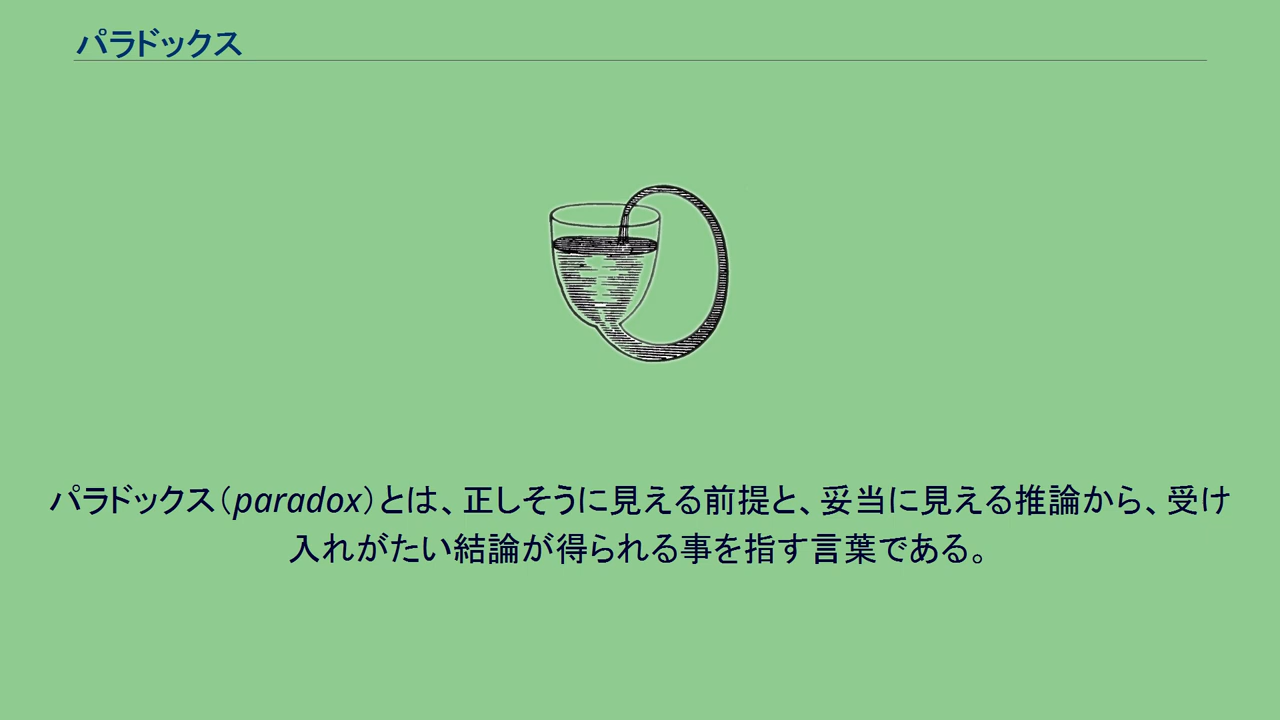 パラドックス
パラドックス（paradox）とは、正しそうに見える前提と、妥当に見える推論から、受け
入れがたい結論が得られる事を指す言葉である。